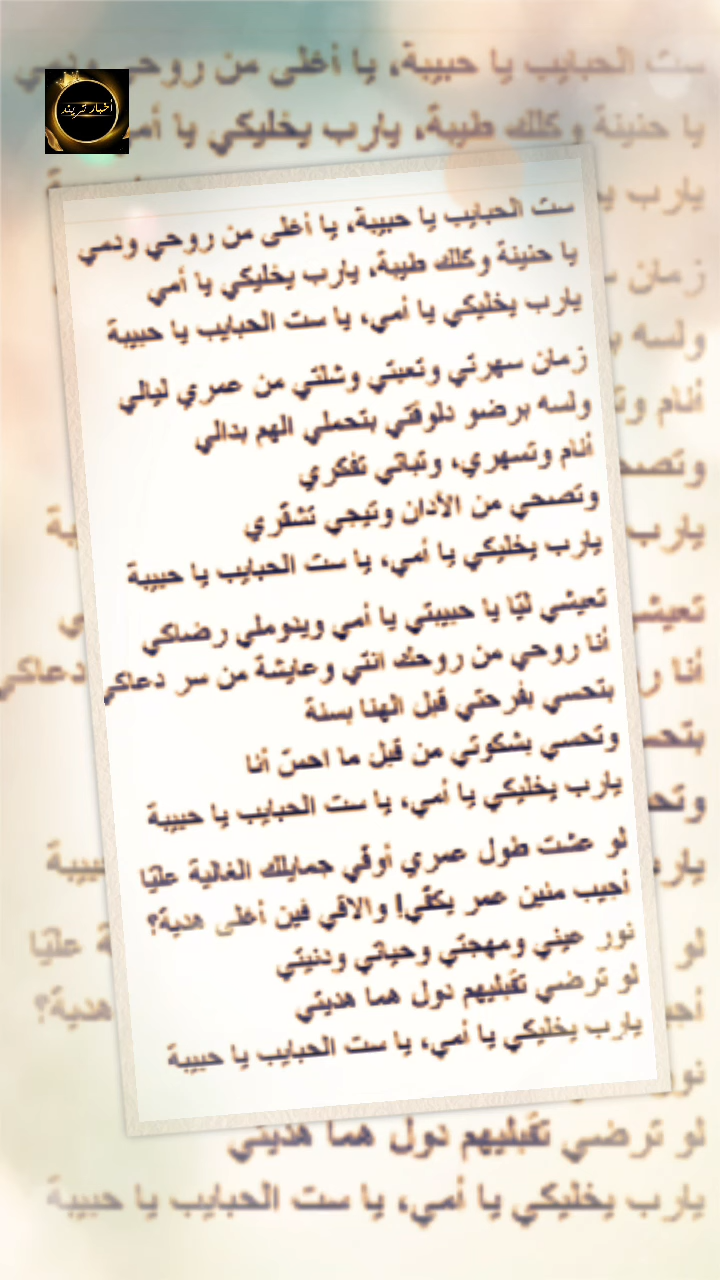 أخبار تريند
ست الحبايب يا حبيبة، يا أغلى من روحي ودمي
يا حنينة وكلك طيبة، يارب يخليكي يا أمي
يارب يخليكي يا أمي، يا ست الحبايب يا حبيبة
زمان سهرتي وتعبتي وشلتي من عمري ليالي
ولسه برضو دلوقتي بتحملي الهم بدالي
أنام وتسهري، وتباتي تفكري
وتصحي من الأدان وتيجي تشقري
يارب يخليكي يا أمي، يا ست الحبايب يا حبيبة
تعيشي ليّا يا حبيبتي يا أمي ويدوملي رضاكي
أنا روحي من روحك انتي وعايشة من سر دعاكي
بتحسي بفرحتي قبل الهنا بسنة
وتحسي بشكوتي من قبل ما احسّ أنا
يارب يخليكي يا أمي، يا ست الحبايب يا حبيبة
لو عشت طول عمري أوفي جمايلك الغالية عليّا
أجيب منين عمر يكفّي! والاقي فين أغلى هدية؟
نور عيني ومهجتي وحياتي ودنيتي
لو ترضي تقبليهم دول هما هديتي
يارب يخليكي يا أمي، يا ست الحبايب يا حبيبة